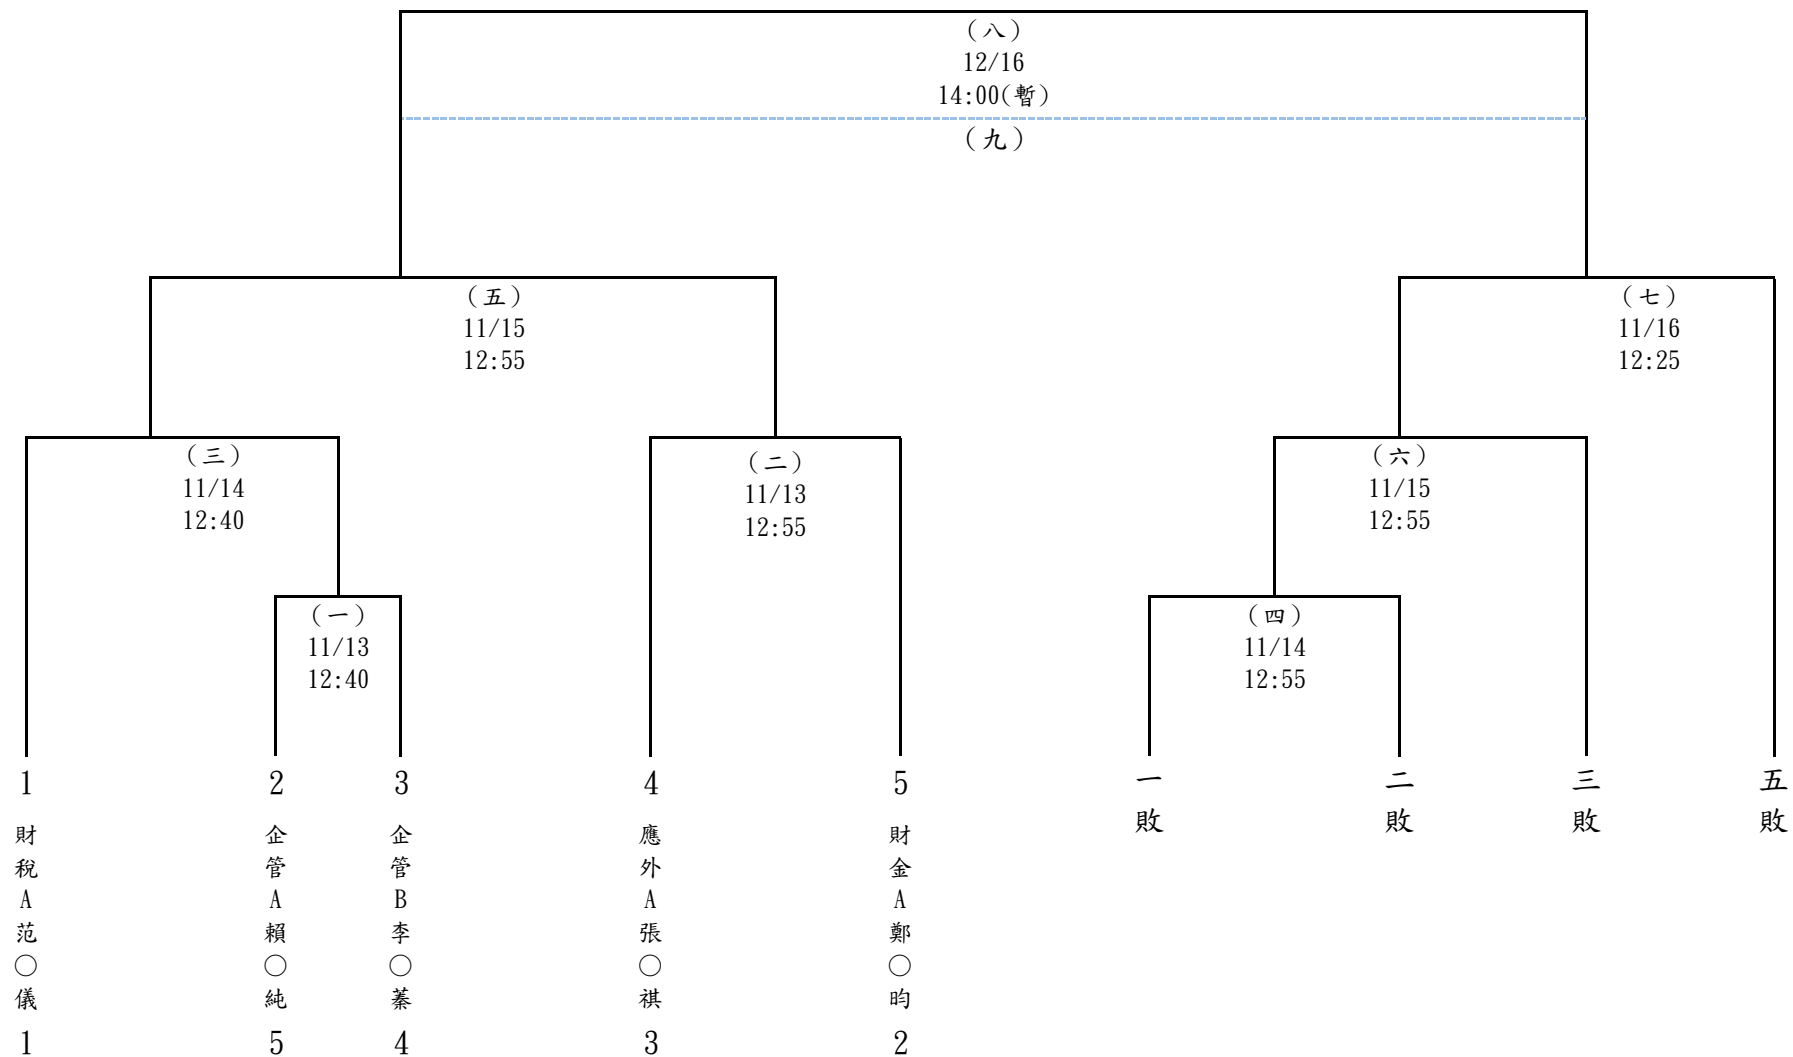 （八）
12/16
14:00(暫)
（九）
（五）
11/15
12:55
（七）
11/16
12:25
（三）
11/14
12:40
（二）
11/13
12:55
（六）
11/15
12:55
（一）
11/13
12:40
（四）
11/14
12:55
1
2
3
4
5
一敗
二敗
三敗
五敗
財稅A范○儀
企管A賴○純
企管B李○蓁
應外A張○祺
財金A鄭○昀
1
5
4
3
2